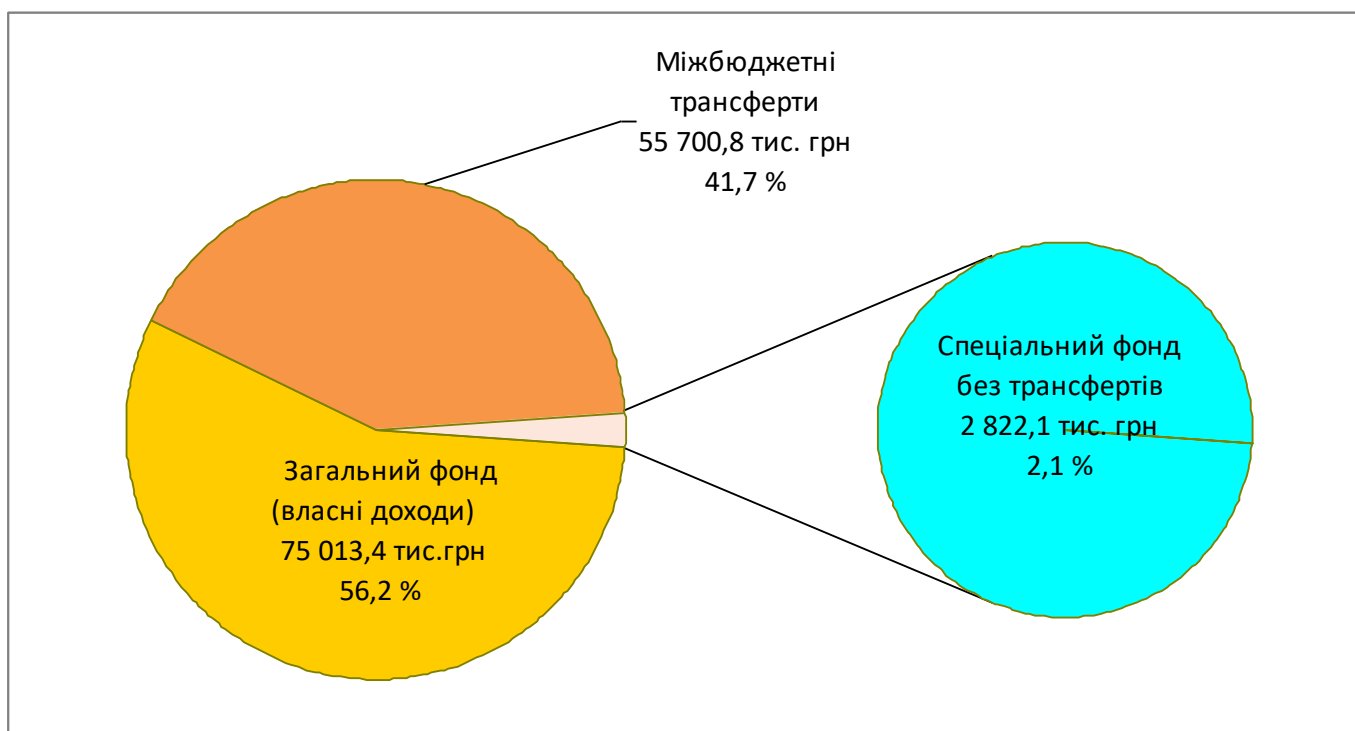 Міжбюджетні
трансферти
55 700,8 тис. грн
41,7 %
Спеціальний фонд
без трансфертів
2 822,1 тис. грн
2,1 %
Загальний фонд
(власні доходи)
75 013,4 тис.грн
56,2 %